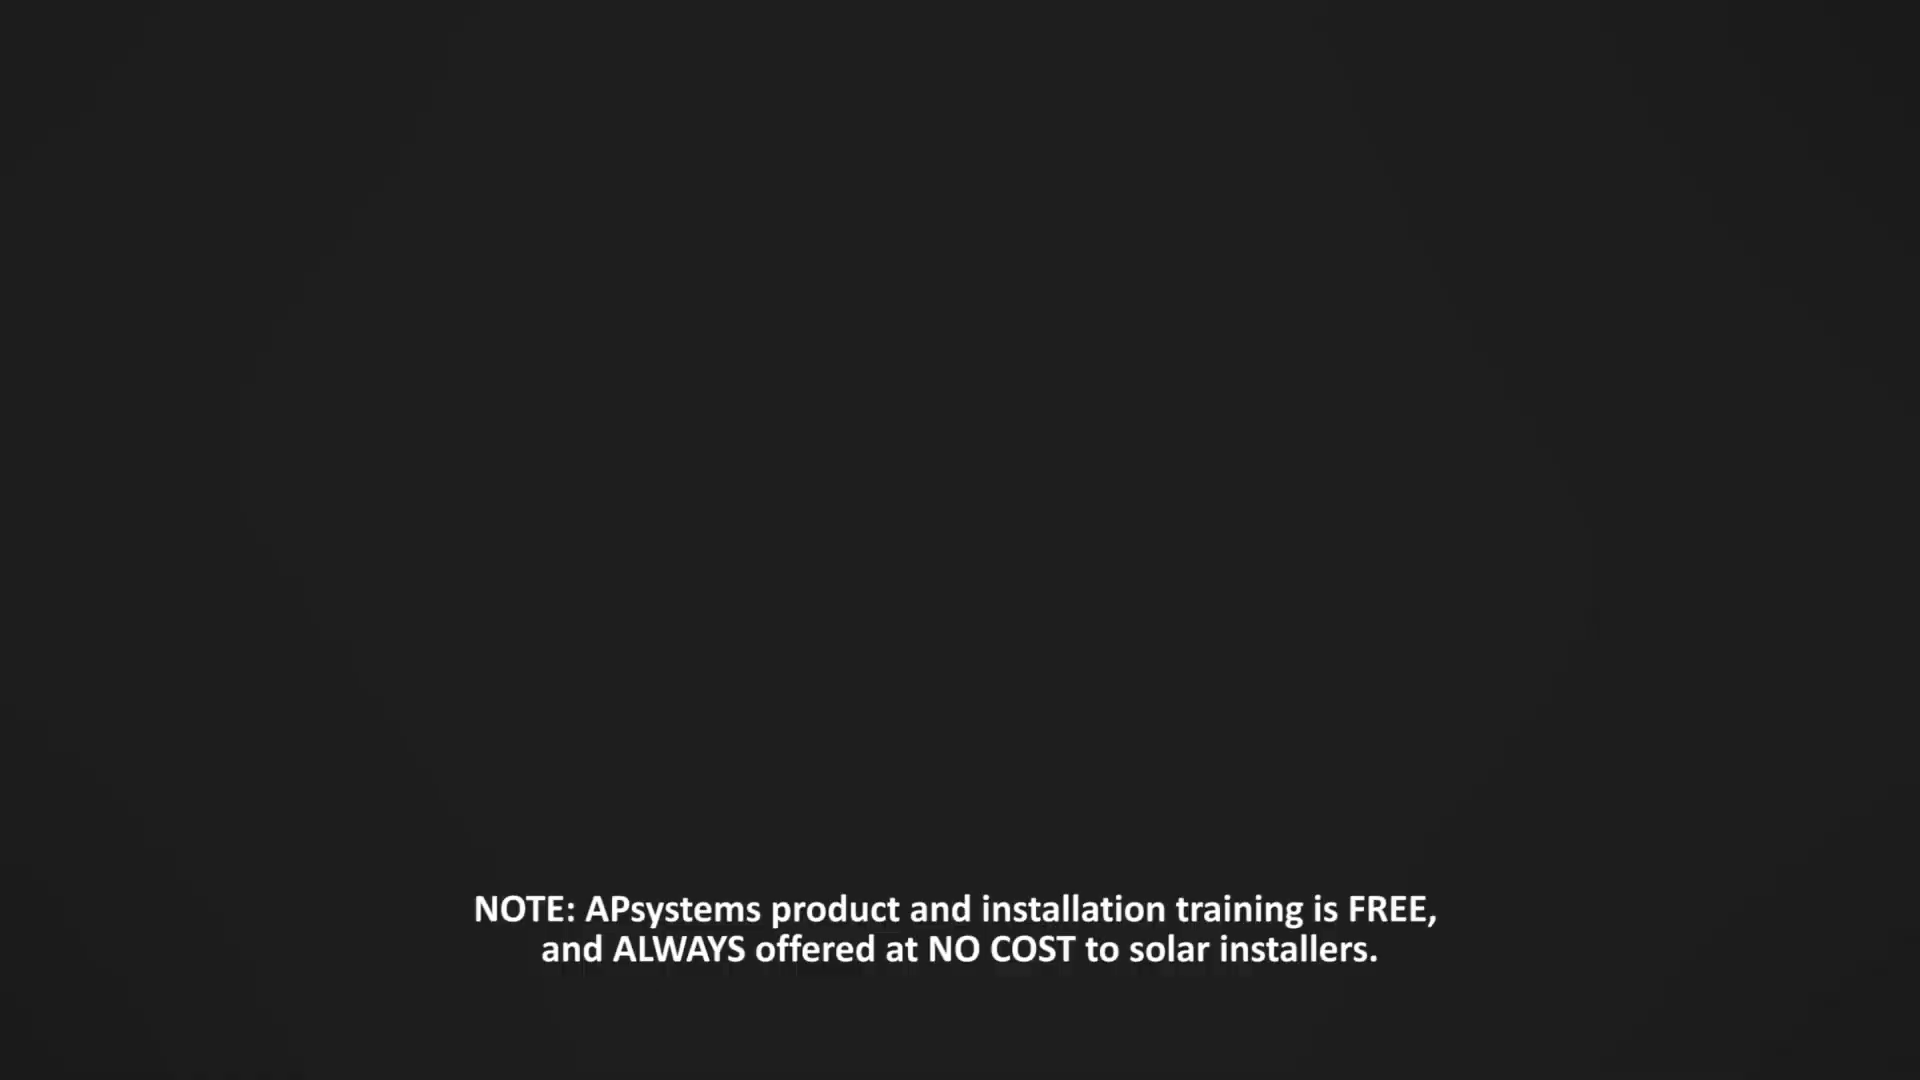 NOTE: APsystems product and installation training is FREE,
and ALWAYS offered at NO COST to solar installers.